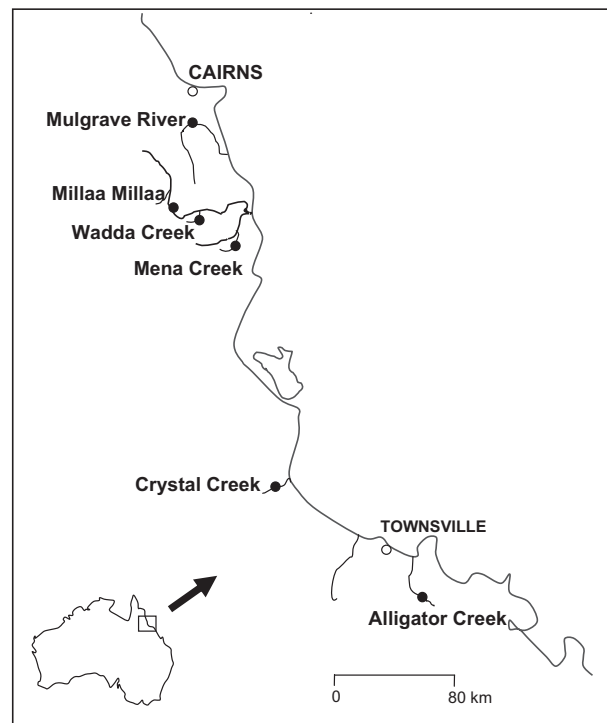 CAIRNS
Mulgrave River
Millaa Millaa
Wadda Creek
Mena Creek
Crystal Creek
TOWNSVILLE
Alligator Creek
0 80 km